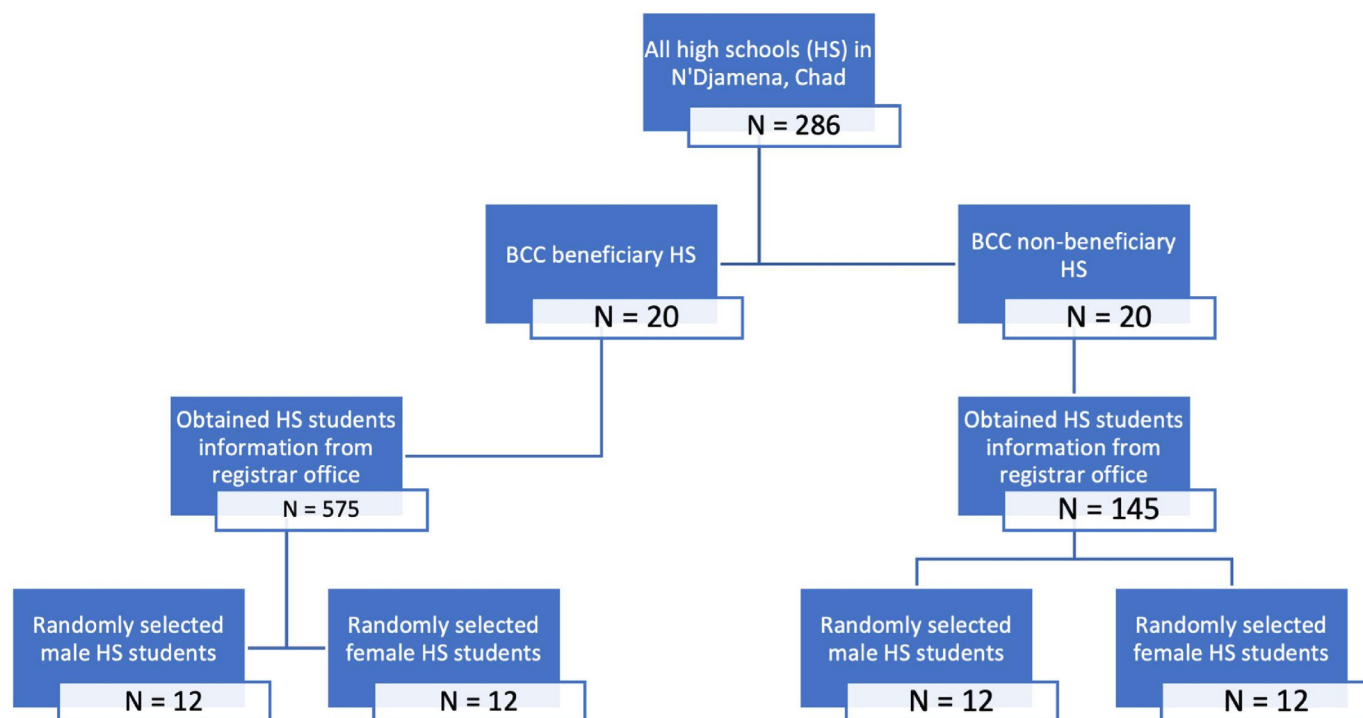 All high schools (HS) in
N'Djamena, Chad
N = 286
BCC beneficiary HS
N = 20
BCC non-beneficiary
HS
N = 20
Obtained HS students
information from
registrar office
N = 575
Obtained HS students
information from
registrar office
N = 145
Randomly selected
male HS students
N = 12
Randomly selected
female HS students
N = 12
Randomly selected
male HS students
N = 12
Randomly selected
female HS students
N = 12